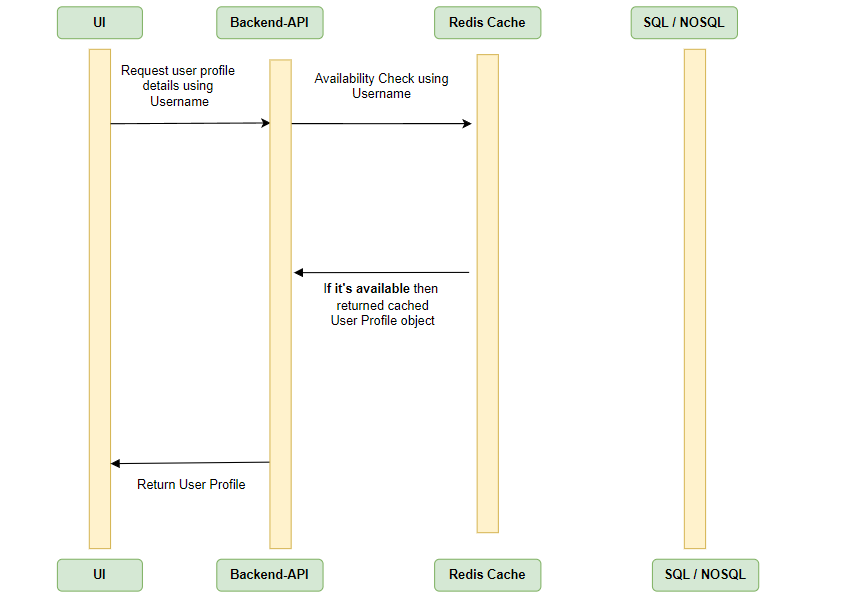 UI
Backend-API
Redis Cache
SQL / NOSQL
Request user profile
details using
Username
Availability Check using
Username
If it's available then
returned cached
User Profile object
Return User Profile
UI
Backend-API
Redis Cache
SQL / NOSQL